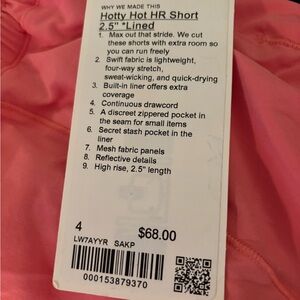 WHY WE MADE THIS
Hotty Hot HR Short
2.5" *Lined
1. Max out that stride. We cut
these shorts with extra room so
you can run freely
2. Swift fabric is lightweight,
four-way stretch,
sweat-wicking, and quick-drying
3. Built-in liner offers extra
coverage
4. Continuous drawcord
5. A discreet zippered pocket in
the seam for small items
6. Secret stash pocket in the
liner
7. Mesh fabric panels
8. Reflective details
9. High rise, 2.5" length
4 $68.00
LW7AYYR SAKP
000153879370